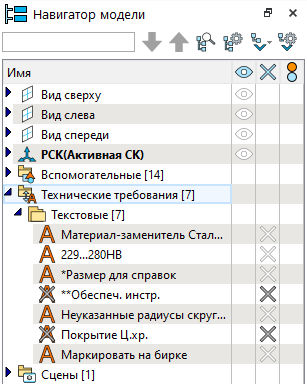 Навигатор модели
Имя
Вид сверху
Вид слева
Вид спереди
РСК(Активная СК)
Вспомогательные [14]
Технические требования [7]
Текстовые [7]
Материал-заменитель Стал...
229...280НВ
*Размер для справок
**Обеспеч. инстр.
Неуказанные радиусы скруг...
Покрытие Ц.хр.
Маркировать на бирке
Сцены [1]